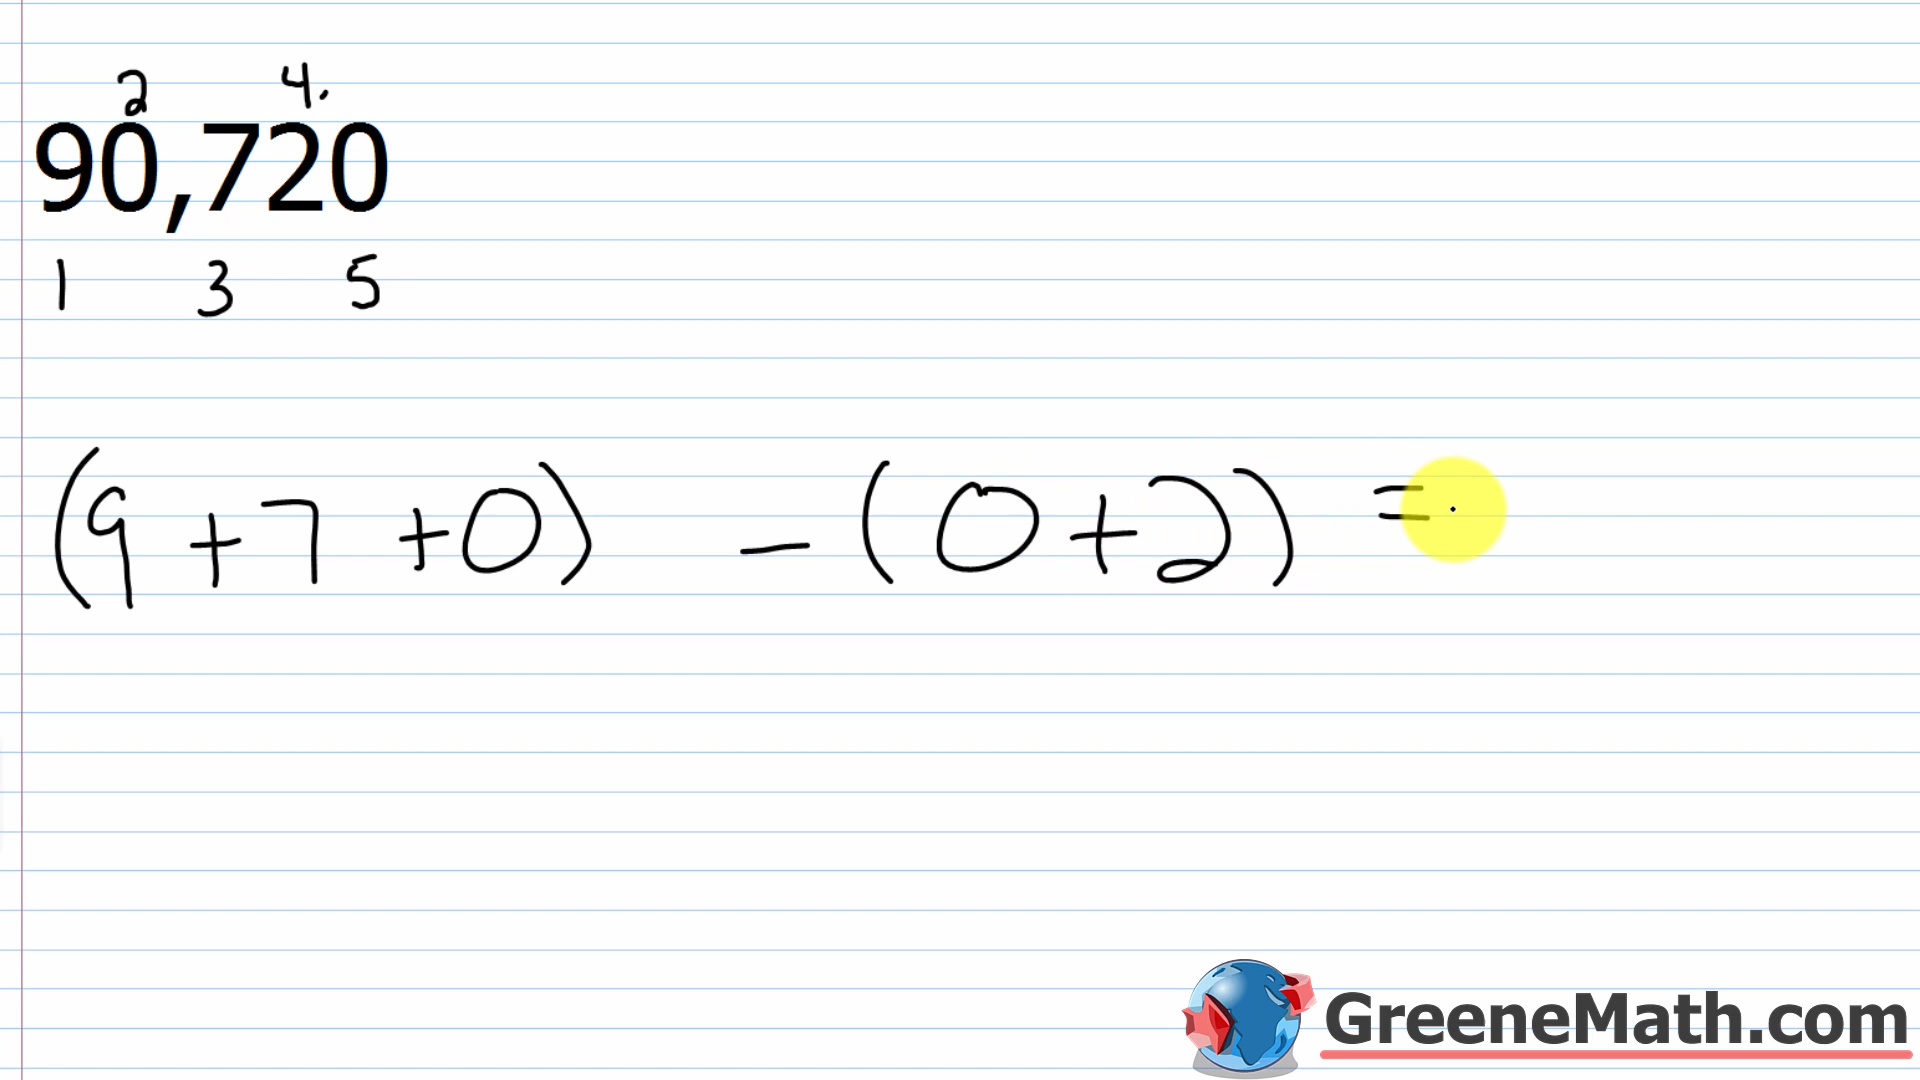 2 4.
90,720
1 3 5
(9 + 7 + 0) - (0 + 2) =
GreeneMath.com